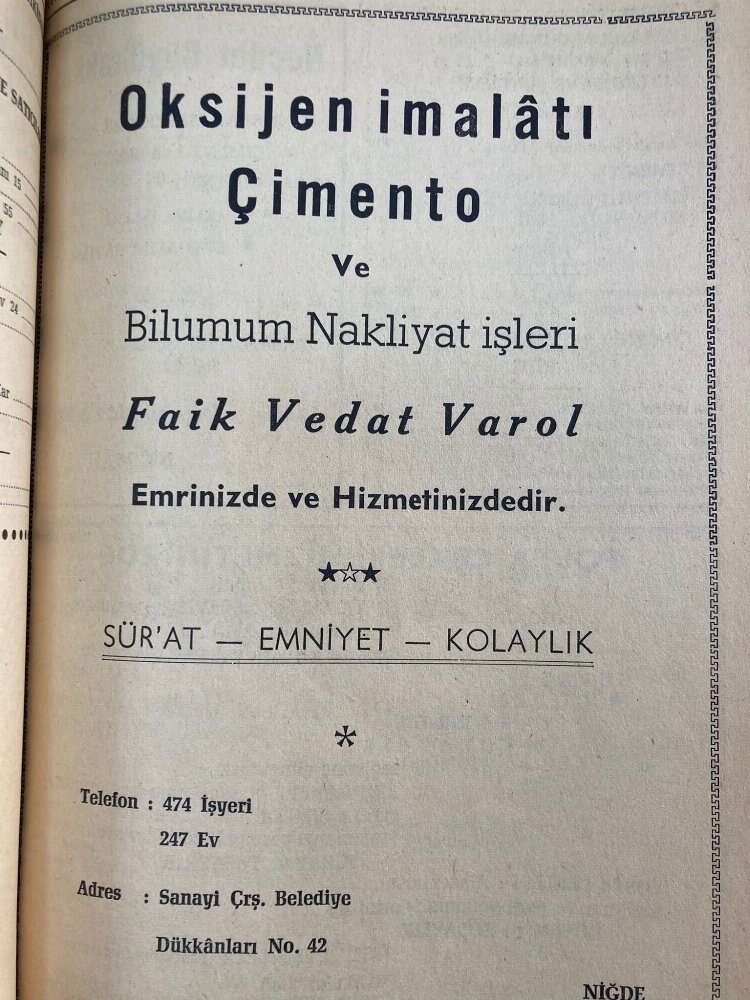 Oksijen imalâtı
Çimento
Ve
Bilumum Nakliyat işleri
Faik Vedat Varol
Emrinizde ve Hizmetinizdedir.
SÜR'AT — EMNİYET — KOLAYLIK
*
Telefon : 474 İşyeri
247 Ev
Adres : Sanayi Çrş. Belediye
Dükkânları No. 42
NİĞDE